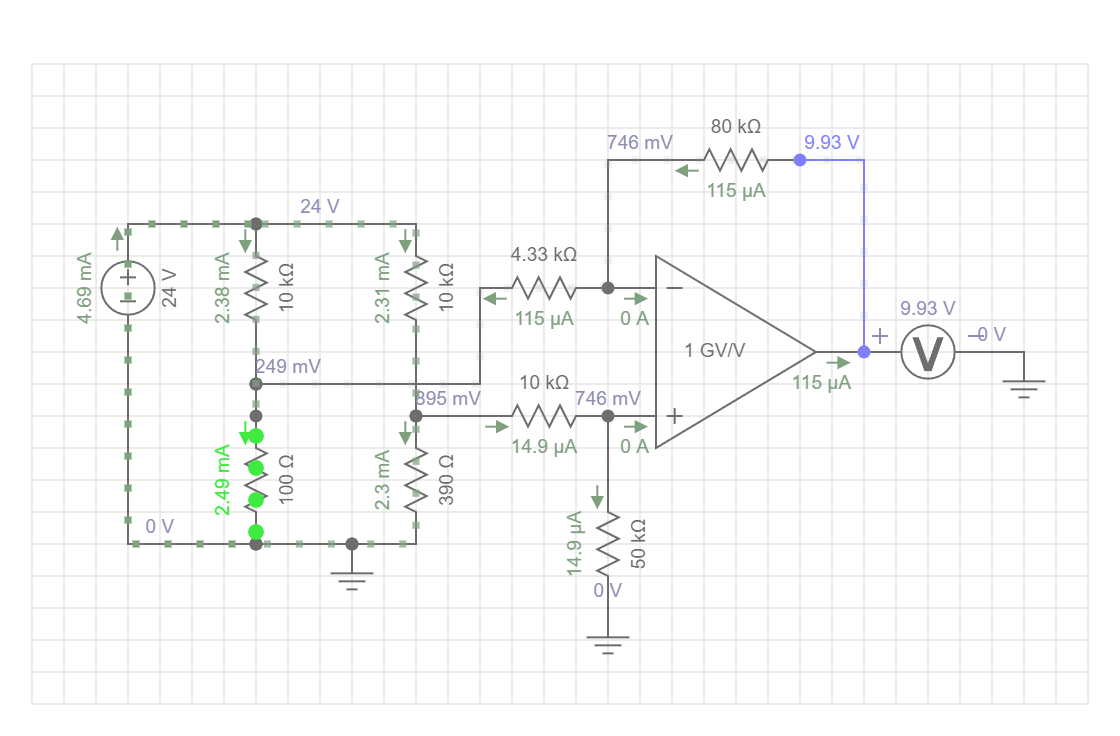 80 kΩ
746 mV
9.93 V
115 µA
24 V
4.69 mA
24 V
2.38 mA
10 kΩ
2.31 mA
10 kΩ
4.33 kΩ
115 µA
0 A
1 GV/V
9.93 V
+
−
0 V
V
115 µA
249 mV
895 mV
10 kΩ
746 mV
14.9 µA
0 A
2.49 mA
100 Ω
2.3 mA
390 Ω
0 V
14.9 µA
50 kΩ
0 V